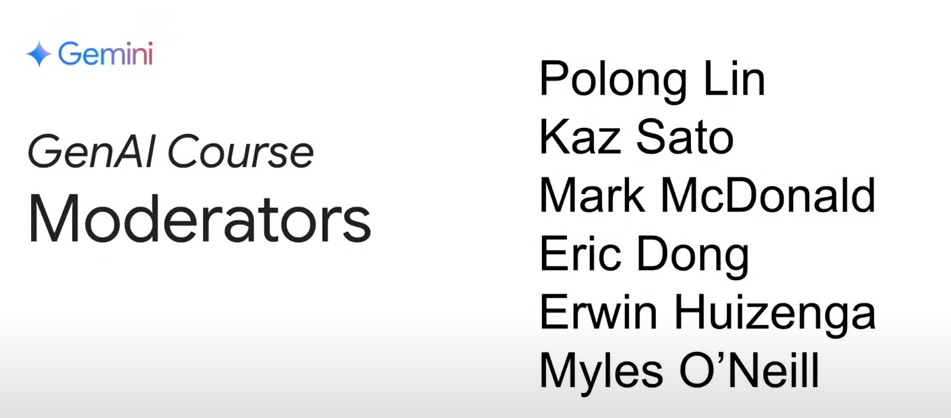 Gemini
GenAI Course
Moderators
Polong Lin
Kaz Sato
Mark McDonald
Eric Dong
Erwin Huizenga
Myles O’Neill